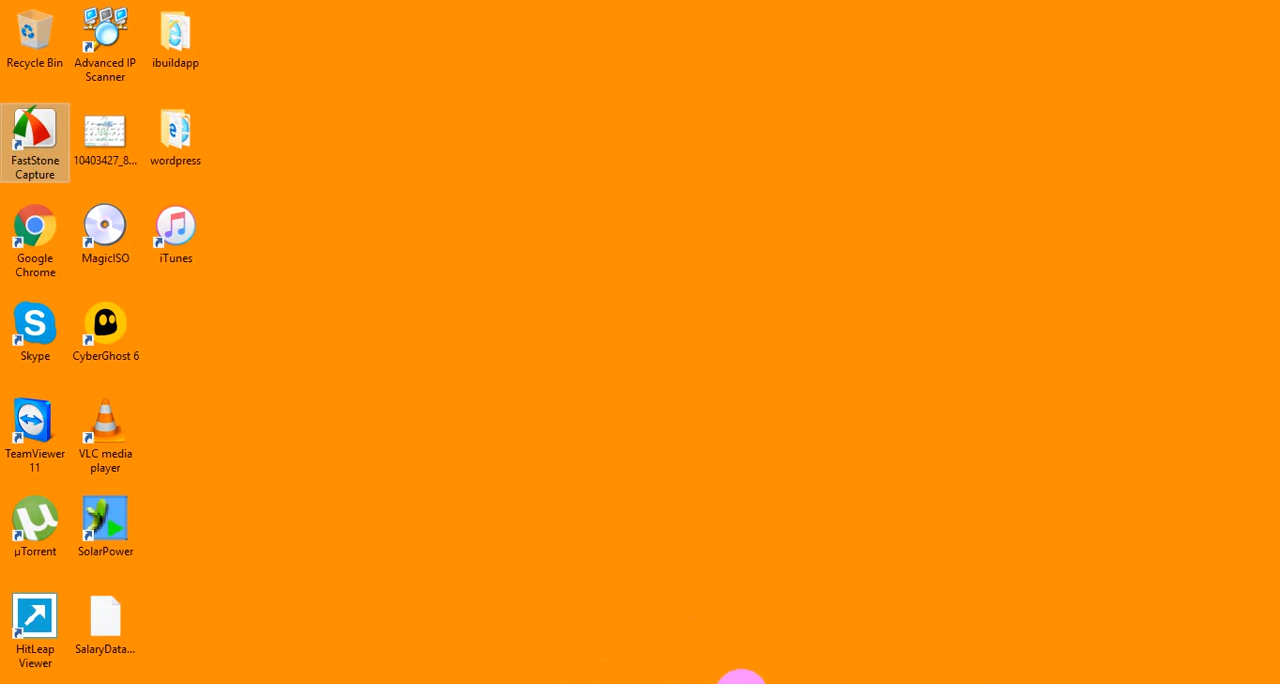 Recycle Bin
Advanced IP
Scanner
ibuildapp
FastStone
Capture
10403427_8...
wordpress
Google
Chrome
MagicISO
iTunes
S
Skype
CyberGhost 6
TeamViewer
11
VLC media
player
µ
µTorrent
SolarPower
HitLeap
Viewer
SalaryData...